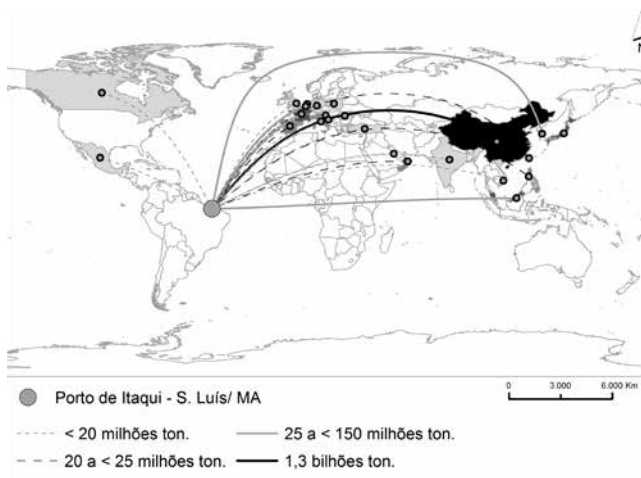 N
0 3.000 6.000 Km
Porto de Itaqui - S. Luís/ MA
< 20 milhões ton. 25 a < 150 milhões ton.
20 a < 25 milhões ton. 1,3 bilhões ton.